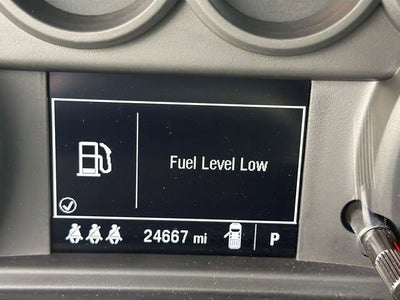 Fuel Level Low
24667 mi P